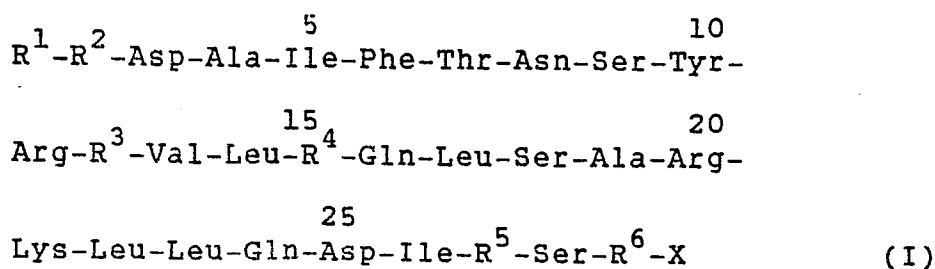 5 10
R¹-R²-Asp-Ala-Ile-Phe-Thr-Asn-Ser-Tyr-
15 20
Arg-R³-Val-Leu-R⁴-Gln-Leu-Ser-Ala-Arg-
25
Lys-Leu-Leu-Gln-Asp-Ile-R⁵-Ser-R⁶-X (I)